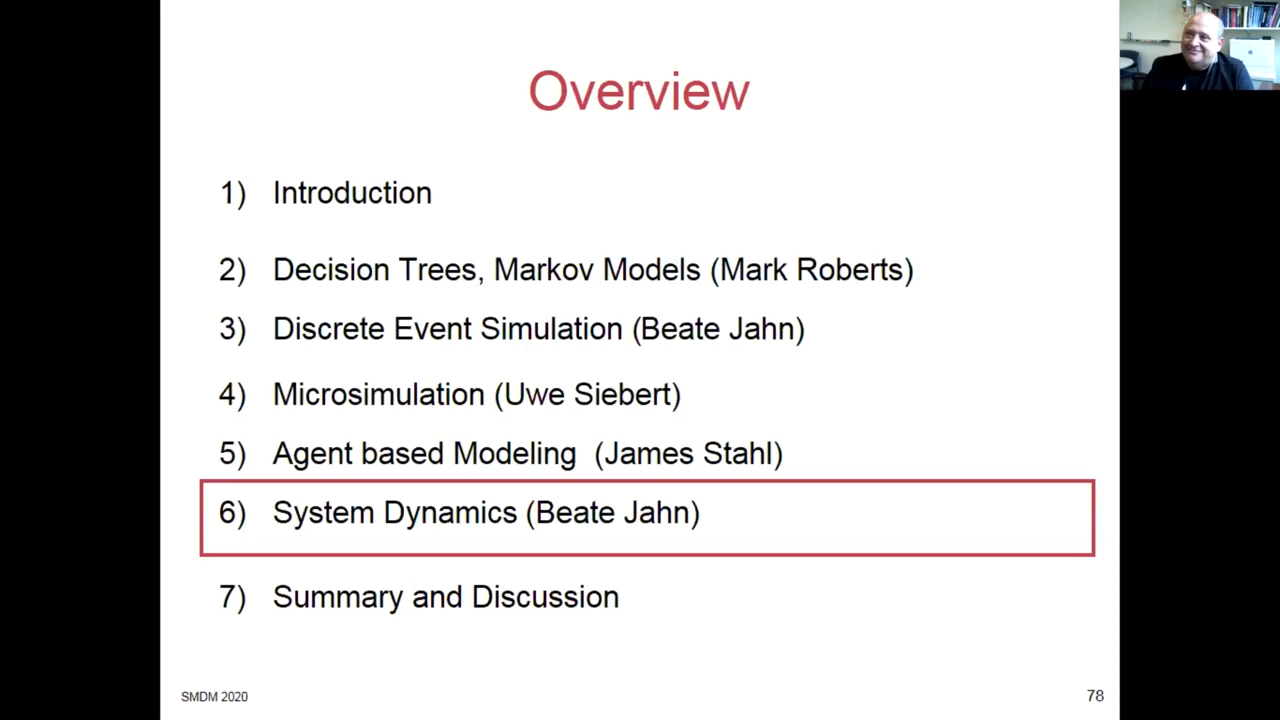 Overview
1) Introduction
2) Decision Trees, Markov Models (Mark Roberts)
3) Discrete Event Simulation (Beate Jahn)
4) Microsimulation (Uwe Siebert)
5) Agent based Modeling (James Stahl)
6) System Dynamics (Beate Jahn)
7) Summary and Discussion
SMDM 2020
78